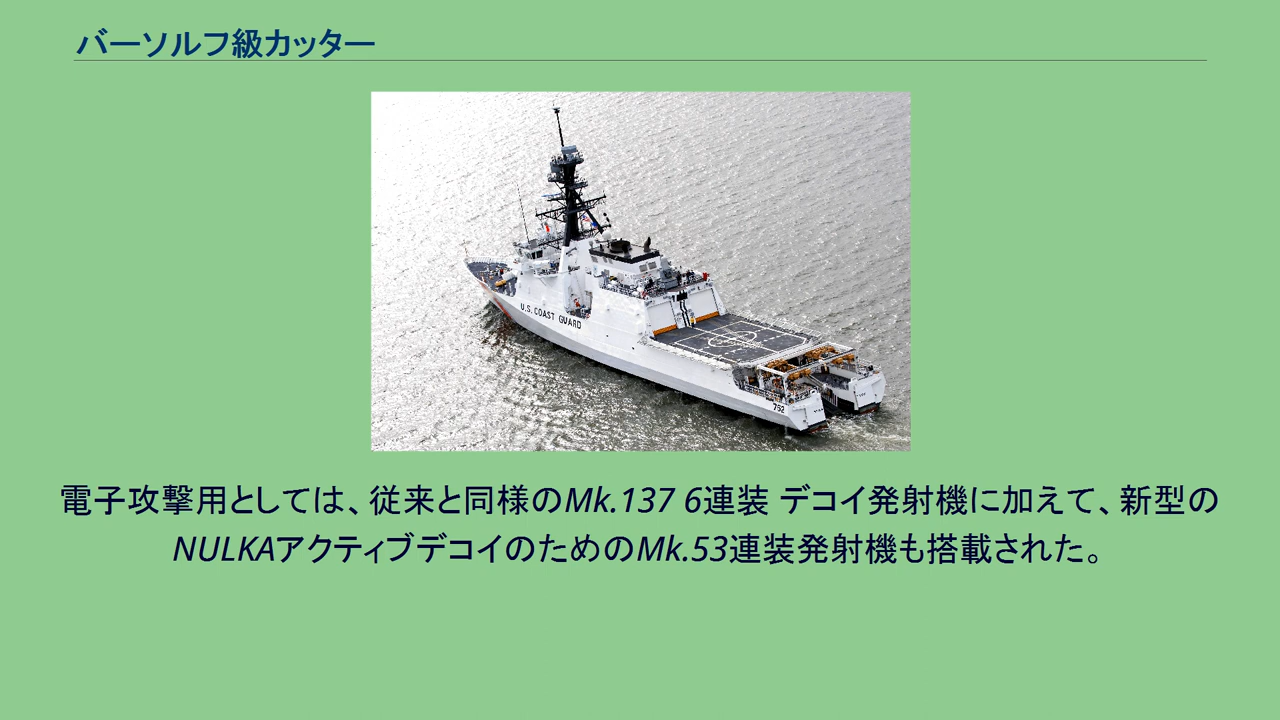 バーソルフ級カッター
U.S. COAST GUARD
752
電子攻撃用としては、従来と同様のMk.137 6連装 デコイ発射機に加えて、新型の
NULKAアクティブデコイのためのMk.53連装発射機も搭載された。